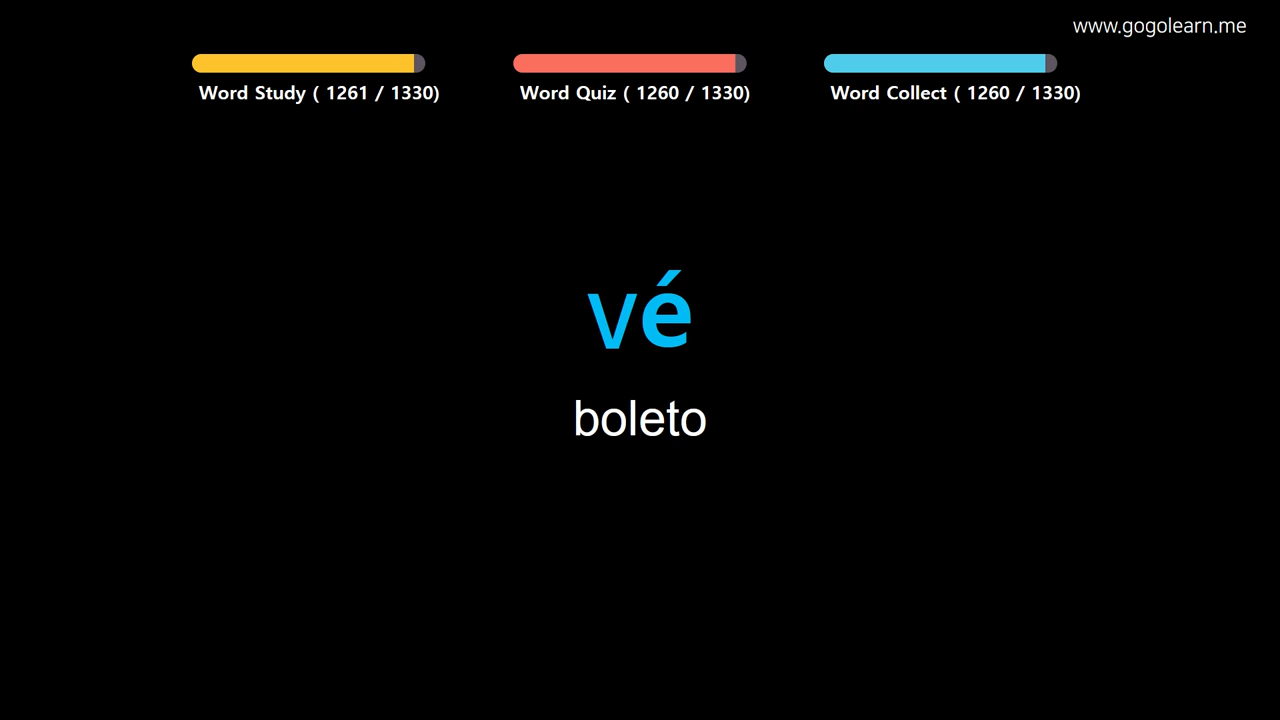 www.gogolearn.me
Word Study ( 1261 / 1330)
Word Quiz ( 1260 / 1330)
Word Collect ( 1260 / 1330)
vé
boleto